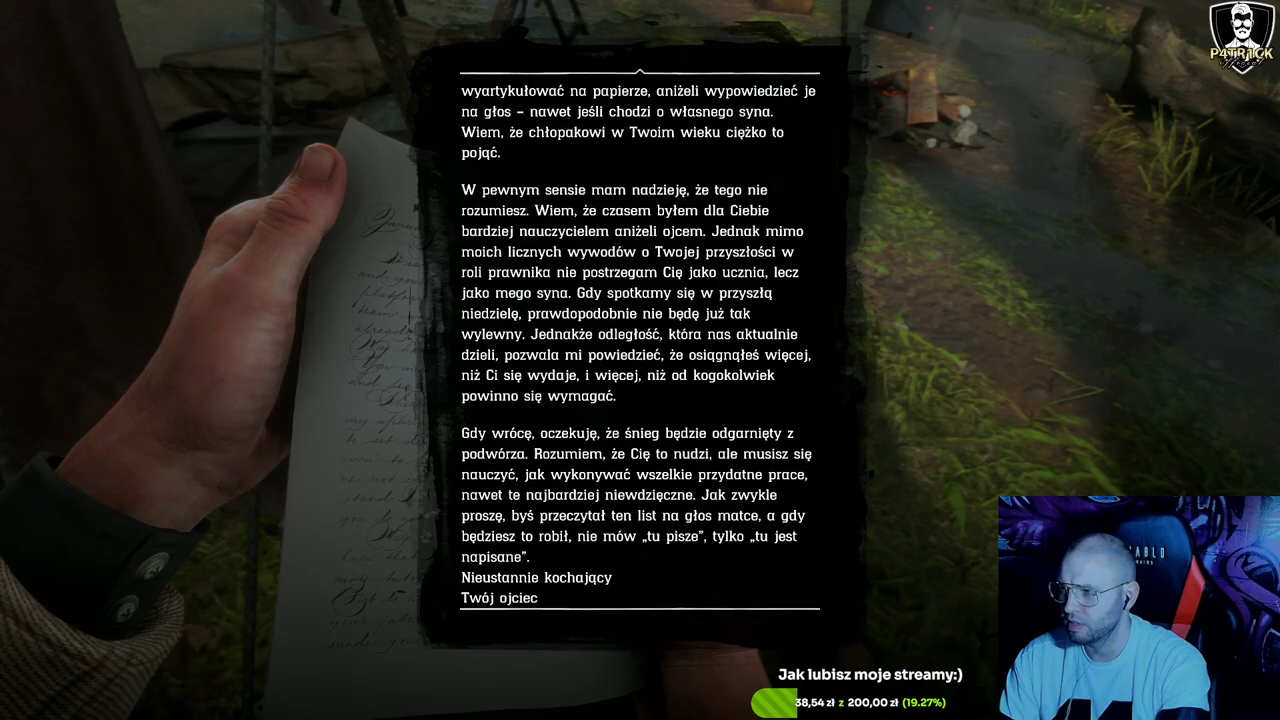 wyartykułować na papierze, aniżeli wypowiedzieć je
na głos – nawet jeśli chodzi o własnego syna.
Wiem, że chłopakowi w Twoim wieku ciężko to
pojąć.
W pewnym sensie mam nadzieję, że tego nie
rozumiesz. Wiem, że czasem byłem dla Ciebie
bardziej nauczycielem aniżeli ojcem. Jednak mimo
moich licznych wywodów o Twojej przyszłości w
roli prawnika nie postrzegam Cię jako ucznia, lecz
jako mego syna. Gdy spotkamy się w przyszłą
niedzielę, prawdopodobnie nie będę już tak
wylewny. Jednakże odległość, która nas aktualnie
dzieli, pozwala mi powiedzieć, że osiągnąłeś więcej,
niż Ci się wydaje, i więcej, niż od kogokolwiek
powinno się wymagać.
Gdy wrócę, oczekuję, że śnieg będzie odgarnięty z
podwórza. Rozumiem, że Cię to nudzi, ale musisz się
nauczyć, jak wykonywać wszelkie przydatne prace,
nawet te najbardziej niewdzięczne. Jak zwykle
proszę, byś przeczytał ten list na głos matce, a gdy
będziesz to robił, nie mów „tu pisze”, tylko „tu jest
napisane”.
Nieustannie kochający
Twój ojciec
P4TR1CK
official
Jak lubisz moje streamy:)
38,54 zł z 200,00 zł (19.27%)